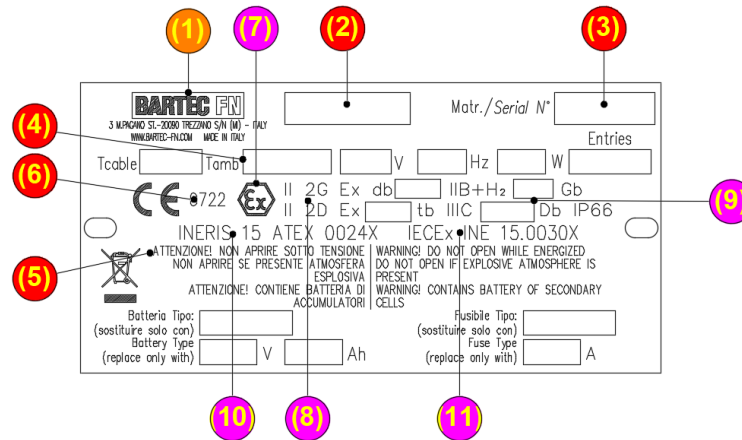 (1) (7) (2) (3)
BARTEC FN
Matr./Serial N°
3 M.PAGANO ST.-20090 TREZZANO S/N (MI) - ITALY
WWW.BARTEC-FN.COM MADE IN ITALY
Entries
(4)
Tcable Tamb V Hz W
(6)
CE 0722 Ex II 2G Ex db IIB+H₂ Gb
(9)
II 2D Ex tb IIIC Db IP66
INERIS 15 ATEX 0024X IECEx INE 15.0030X
(5)
ATTENZIONE! NON APRIRE SOTTO TENSIONE WARNING! DO NOT OPEN WHILE ENERGIZED
NON APRIRE SE PRESENTE ATMOSFERA DO NOT OPEN IF EXPLOSIVE ATMOSPHERE IS
ESPLOSIVA PRESENT
ATTENZIONE! CONTIENE BATTERIA DI WARNING! CONTAINS BATTERY OF SECONDARY
ACCUMULATORI CELLS
Batteria Tipo: Fusibile Tipo:
(sostituire solo con) (sostituire solo con)
Battery Type V Ah Fuse Type A
(replace only with) (replace only with)
(10) (8) (11)